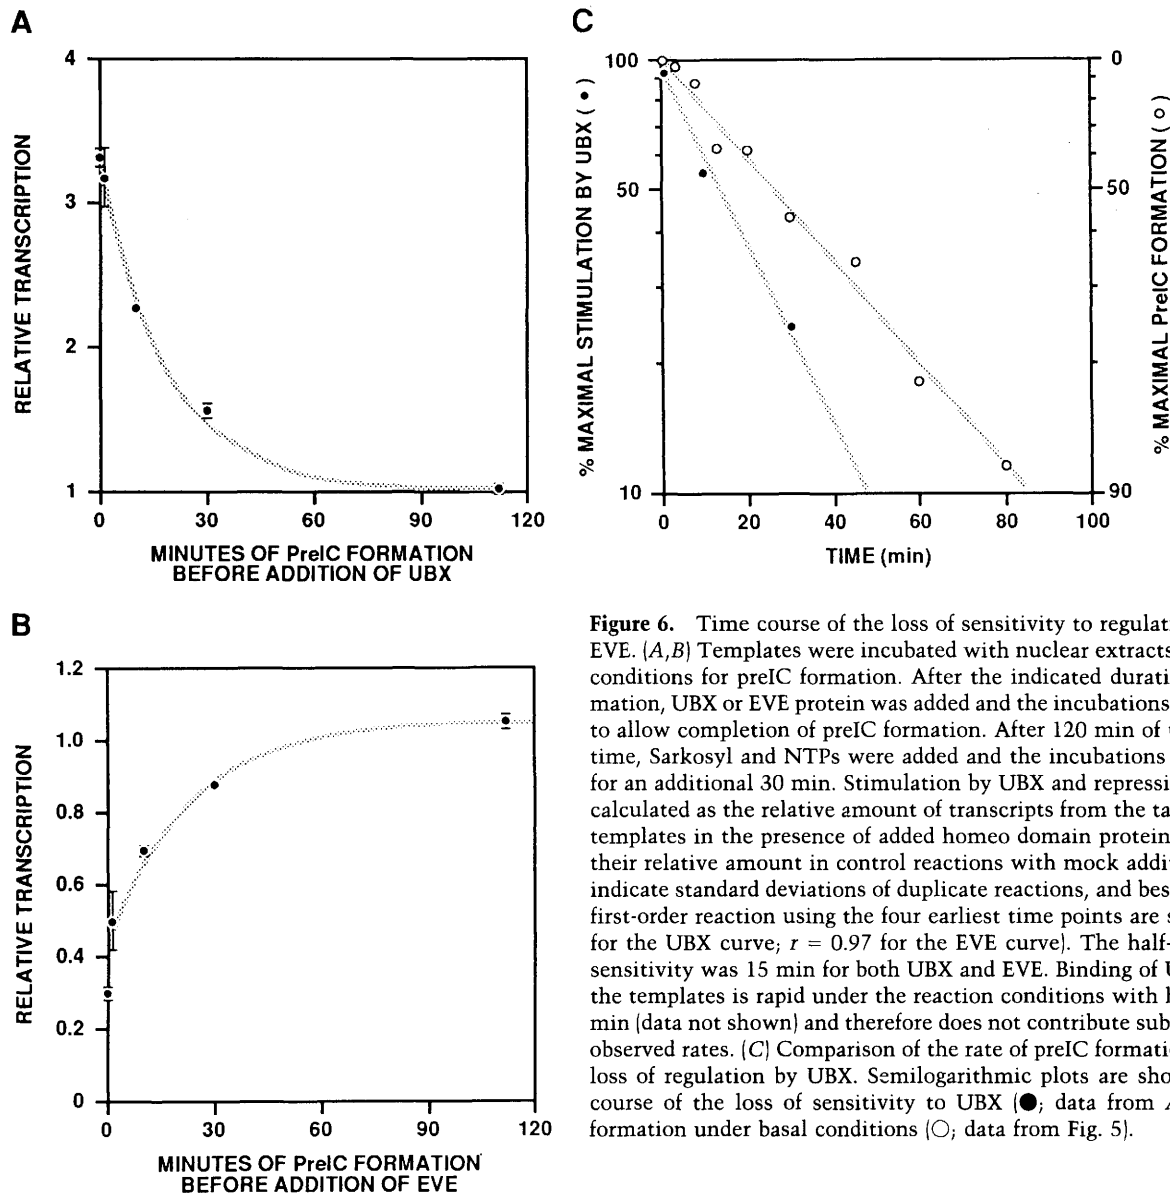 A
4
3
2
1
RELATIVE TRANSCRIPTION
0 30 60 90 120
MINUTES OF PreIC FORMATION
BEFORE ADDITION OF UBX
C
100
50
10
% MAXIMAL STIMULATION BY UBX ( • )
0
50
90
% MAXIMAL PreIC FORMATION ( o )
0 20 40 60 80 100
TIME (min)
B
1.2
1.0
0.8
0.6
0.4
0.2
0
RELATIVE TRANSCRIPTION
0 30 60 90 120
MINUTES OF PreIC FORMATION
BEFORE ADDITION OF EVE
Figure 6. Time course of the loss of sensitivity to regulati
EVE. (A,B) Templates were incubated with nuclear extracts
conditions for preIC formation. After the indicated durati
mation, UBX or EVE protein was added and the incubations
to allow completion of preIC formation. After 120 min of
time, Sarkosyl and NTPs were added and the incubations
for an additional 30 min. Stimulation by UBX and repressi
calculated as the relative amount of transcripts from the ta
templates in the presence of added homeo domain protein
their relative amount in control reactions with mock addi
indicate standard deviations of duplicate reactions, and bes
first-order reaction using the four earliest time points are s
for the UBX curve; r = 0.97 for the EVE curve). The half-
sensitivity was 15 min for both UBX and EVE. Binding of U
the templates is rapid under the reaction conditions with h
min (data not shown) and therefore does not contribute sub
observed rates. (C) Comparison of the rate of preIC formati
loss of regulation by UBX. Semilogarithmic plots are sho
course of the loss of sensitivity to UBX (●; data from A
formation under basal conditions (○; data from Fig. 5).